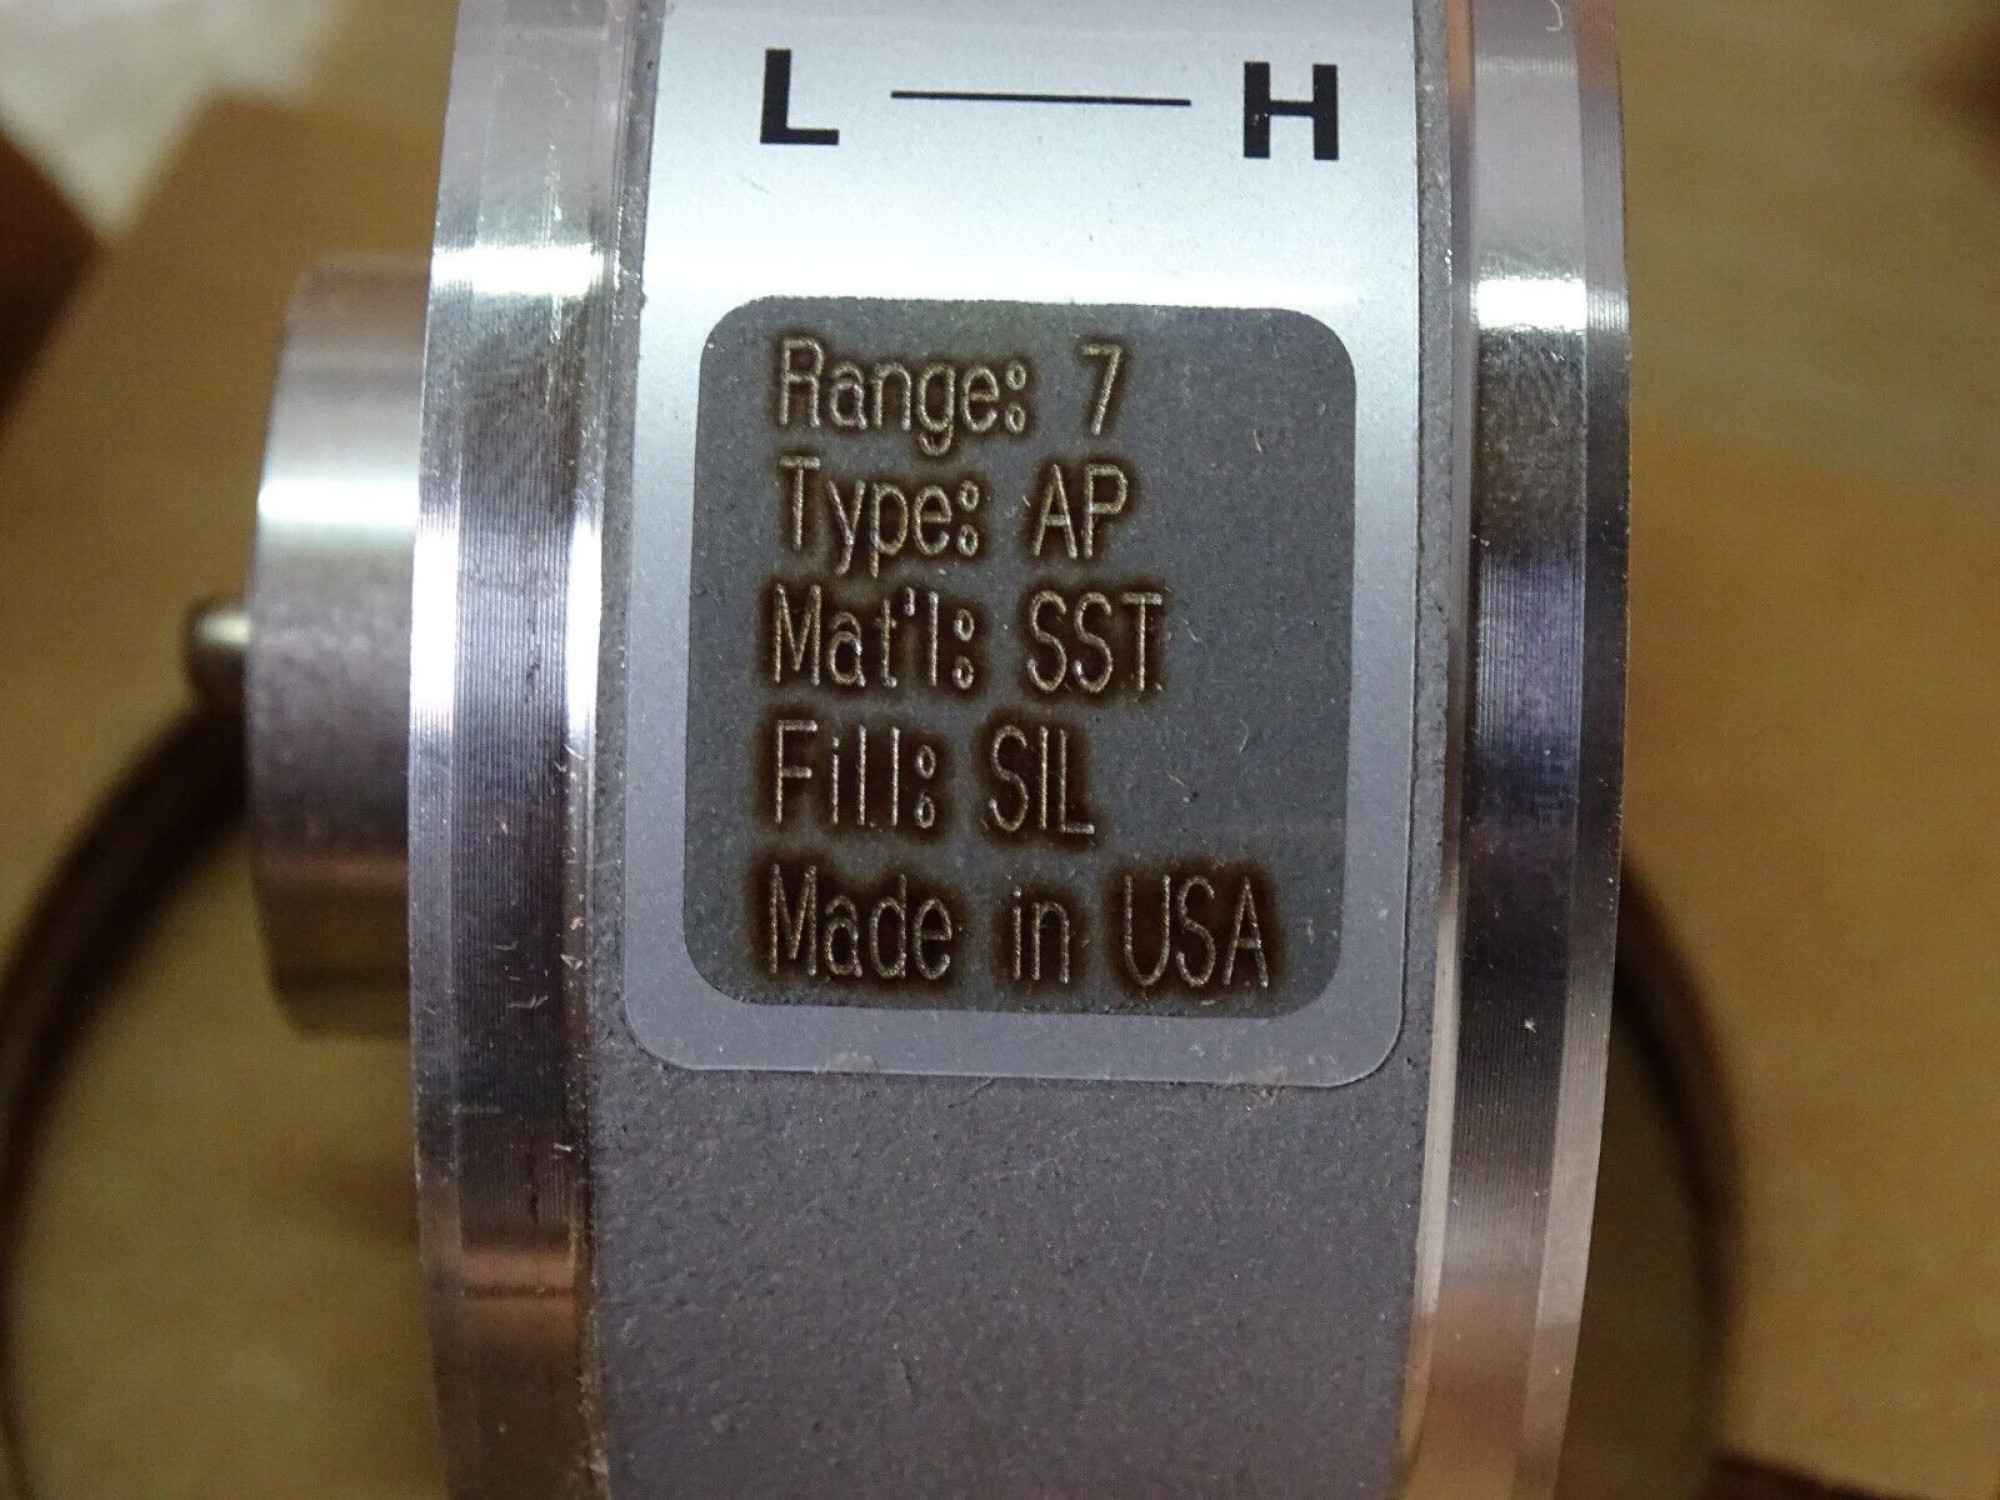 L — H
Range: 7
Type: AP
Mat'l: SST
Fill: SIL
Made in USA